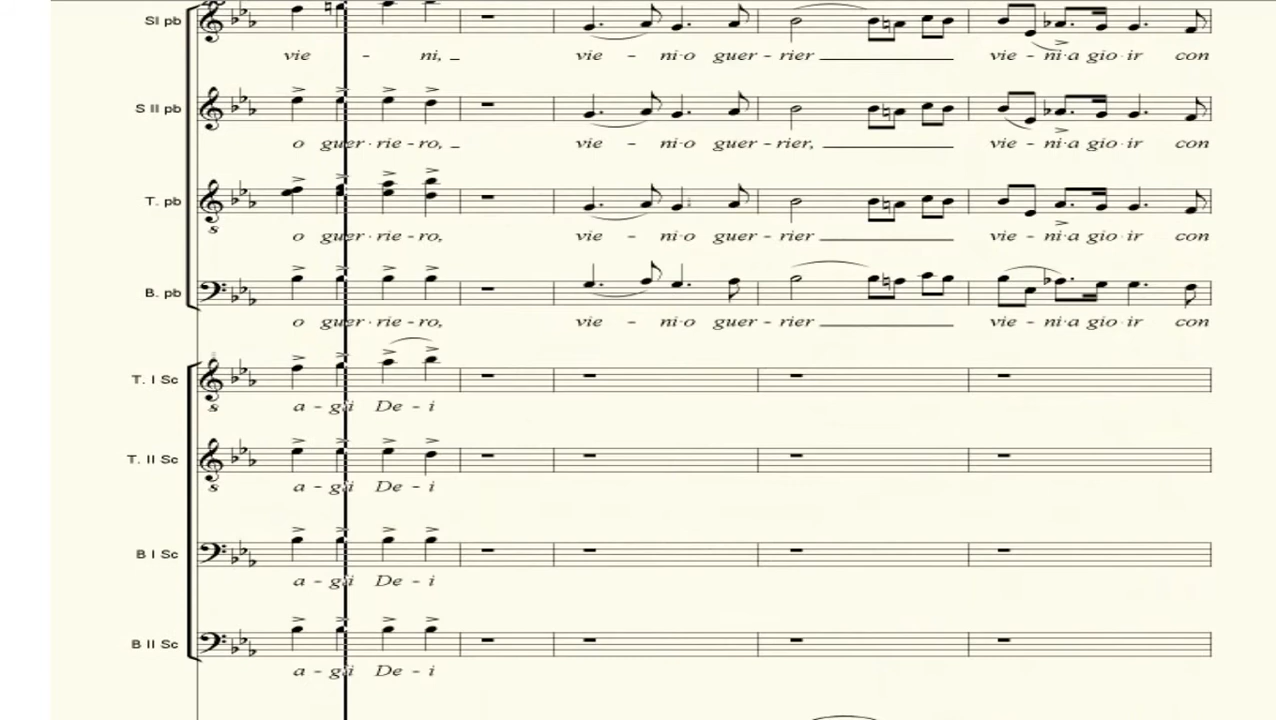 SI pb
vie - ni, _
vie - ni·o guer - rier
vie - ni·a gio·ir con
S II pb
o guer·rie - ro, _
vie - ni·o guer - rier,
vie - ni·a gio·ir con
T. pb
o guer·rie - ro,
vie - ni·o guer - rier
vie - ni·a gio·ir con
B. pb
o guer·rie - ro,
vie - ni·o guer - rier
vie - ni·a gio·ir con
T. I Sc
a - gli De - i
T. II Sc
a - gli De - i
B I Sc
a - gli De - i
B II Sc
a - gli De - i